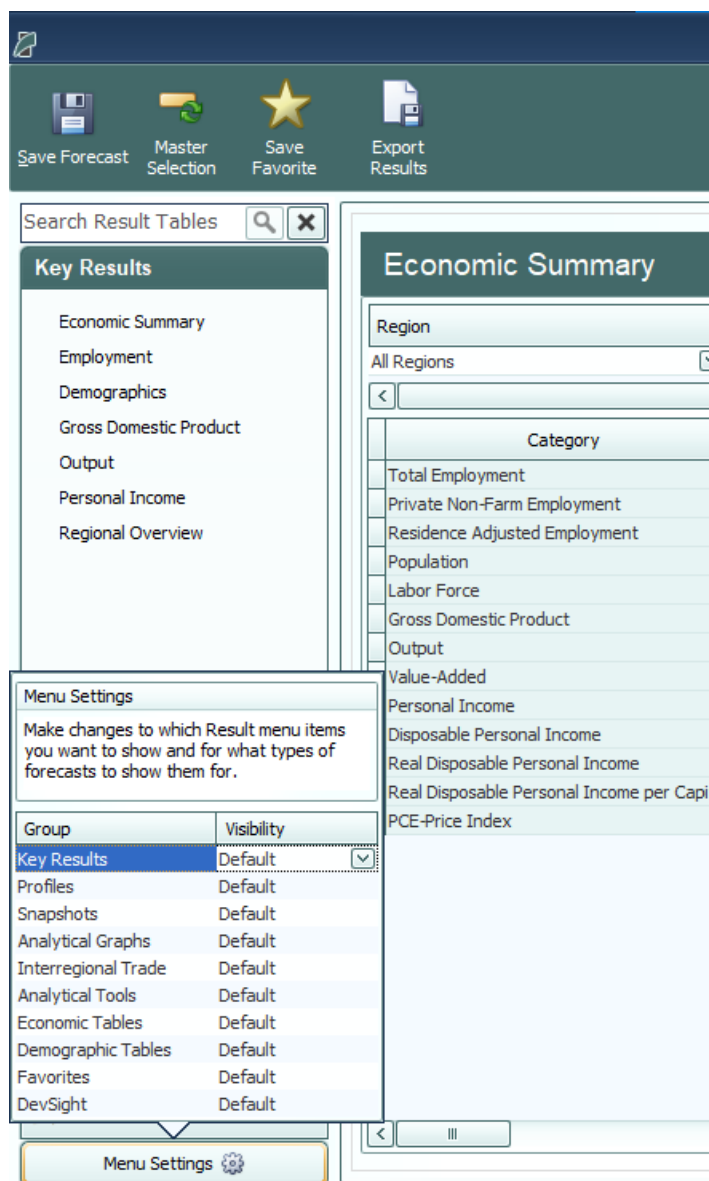 Save Forecast
Master
Selection
Save
Favorite
Export
Results
Search Result Tables
Key Results
Economic Summary
Employment
Demographics
Gross Domestic Product
Output
Personal Income
Regional Overview
Economic Summary
Region
All Regions
Category
Total Employment
Private Non-Farm Employment
Residence Adjusted Employment
Population
Labor Force
Gross Domestic Product
Output
Value-Added
Personal Income
Disposable Personal Income
Real Disposable Personal Income
Real Disposable Personal Income per Capi
PCE-Price Index
Menu Settings
Make changes to which Result menu items
you want to show and for what types of
forecasts to show them for.
Group Visibility
Key Results Default
Profiles Default
Snapshots Default
Analytical Graphs Default
Interregional Trade Default
Analytical Tools Default
Economic Tables Default
Demographic Tables Default
Favorites Default
DevSight Default
Menu Settings